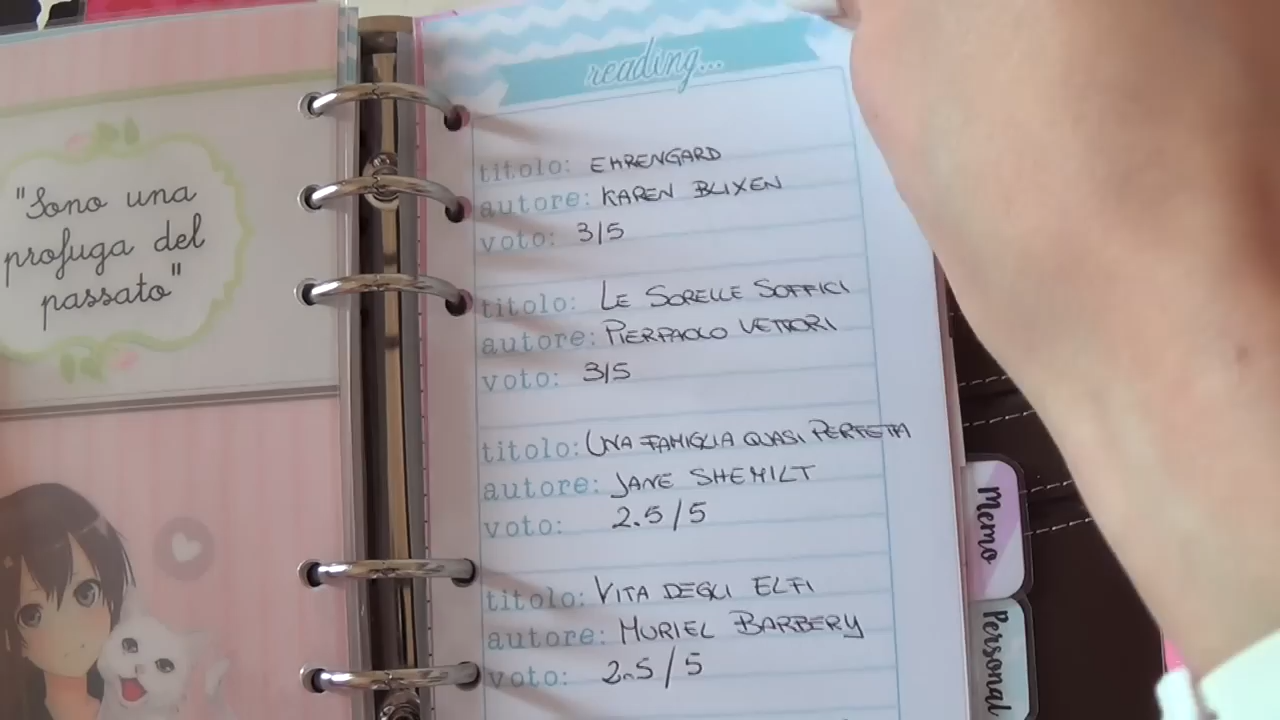 "Sono una
profuga del
passato"
reading...
titolo: EHRENGARD
autore: KAREN BLIXEN
voto: 3/5
titolo: LE SORELLE SOFFICI
autore: PIERPAOLO VETTORI
voto: 3/5
titolo: UNA FAMIGLIA QUASI PERFETTA
autore: JANE SHEMILT
voto: 2.5/5
titolo: VITA DEGLI ELFI
autore: MURIEL BARBERY
voto: 2.5/5
Memo
Personal